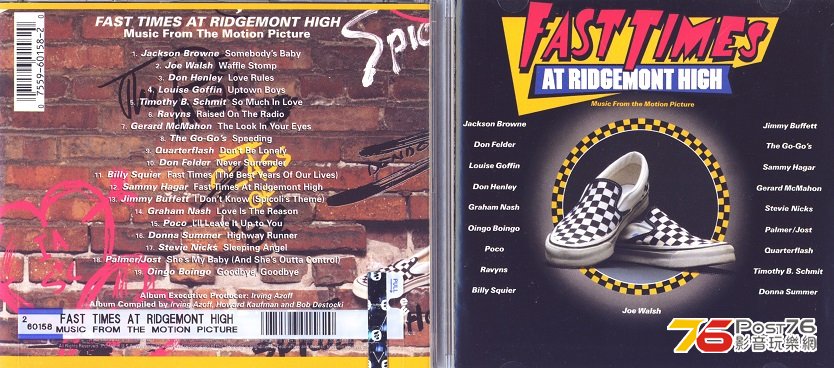 FAST TIMES AT RIDGEMONT HIGH
Music From The Motion Picture
1. Jackson Browne Somebody's Baby
2. Joe Walsh Waffle Stomp
3. Don Henley Love Rules
4. Louise Goffin Uptown Boys
5. Timothy B. Schmit So Much In Love
6. Ravyns Raised On The Radio
7. Gerard McMahon The Look In Your Eyes
8. The Go-Go's Speeding
9. Quarterflash Don't Be Lonely
10. Don Felder Never Surrender
11. Billy Squier Fast Times (The Best Years Of Our Lives)
12. Sammy Hagar Fast Times At Ridgemont High
13. Jimmy Buffett I Don't Know (Spicoli's Theme)
14. Graham Nash Love Is The Reason
15. Poco I'll Leave It Up to You
16. Donna Summer Highway Runner
17. Stevie Nicks Sleeping Angel
18. Palmer/Jost She's My Baby (And She's Outta Control)
19. Oingo Boingo Goodbye, Goodbye
Album Executive Producer: Irving Azoff
Album Compiled by Irving Azoff, Howard Kaufman and Bob Destocki
2
60158
FAST TIMES AT RIDGEMONT HIGH
MUSIC FROM THE MOTION PICTURE
0 7559-60158-2 0
PULL
FAST TIMES
AT RIDGEMONT HIGH
Music From the Motion Picture
Jackson Browne
Don Felder
Louise Goffin
Don Henley
Graham Nash
Oingo Boingo
Poco
Ravyns
Billy Squier
Jimmy Buffett
The Go-Go's
Sammy Hagar
Gerard McMahon
Stevie Nicks
Palmer/Jost
Quarterflash
Timothy B. Schmit
Donna Summer
Joe Walsh
76 Post76
影音玩樂網